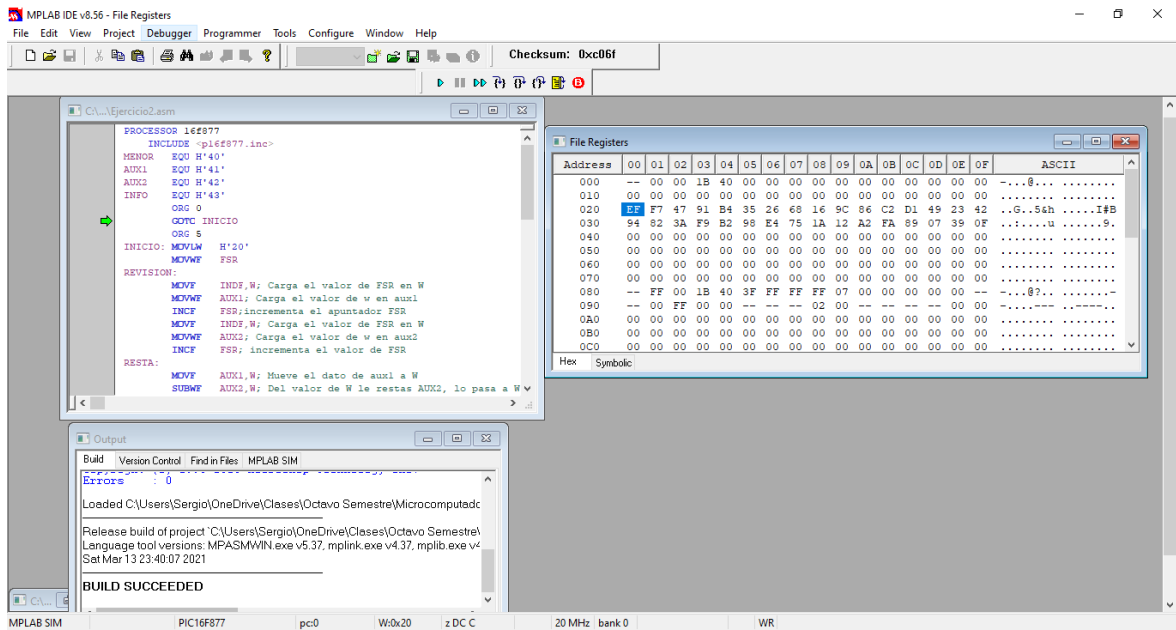 MPLAB IDE v8.56 - File Registers
File Edit View Project Debugger Programmer Tools Configure Window Help
Checksum: 0xc06f
C:\...\Ejercicio2.asm
PROCESSOR 16f877
INCLUDE <p16f877.inc>
MENOR EQU H'40'
AUX1 EQU H'41'
AUX2 EQU H'42'
INFO EQU H'43'
ORG 0
GOTO INICIO
ORG 5
INICIO: MOVLW H'20'
MOVWF FSR
REVISION:
MOVF INDF,W; Carga el valor de FSR en W
MOVWF AUX1; Carga el valor de w en aux1
INCF FSR;incrementa el apuntador FSR
MOVF INDF,W; Carga el valor de FSR en W
MOVWF AUX2; Carga el valor de w en aux2
INCF FSR; incrementa el valor de FSR
RESTA:
MOVF AUX1,W; Mueve el dato de aux1 a W
SUBWF AUX2,W; Del valor de W le restas AUX2, lo pasa a W
File Registers
Address 00 01 02 03 04 05 06 07 08 09 0A 0B 0C 0D 0E 0F ASCII
000 -- 00 00 1B 40 00 00 00 00 00 00 00 00 00 00 00 -...@... ........
010 00 00 00 00 00 00 00 00 00 00 00 00 00 00 00 00 ........ ........
020 EF F7 47 91 B4 35 26 68 16 9C 86 C2 D1 49 23 42 ..G..5&h .....I#B
030 94 82 3A F9 B2 98 E4 75 1A 12 A2 FA 89 07 39 0F ..:....u ......9.
040 00 00 00 00 00 00 00 00 00 00 00 00 00 00 00 00 ........ ........
050 00 00 00 00 00 00 00 00 00 00 00 00 00 00 00 00 ........ ........
060 00 00 00 00 00 00 00 00 00 00 00 00 00 00 00 00 ........ ........
070 00 00 00 00 00 00 00 00 00 00 00 00 00 00 00 00 ........ ........
080 -- FF 00 1B 40 3F FF FF FF 07 00 00 00 00 00 -- -...@?.. .......-
090 -- 00 FF 00 00 -- -- -- 02 00 -- -- -- -- 00 00 -....--- ..----..
0A0 00 00 00 00 00 00 00 00 00 00 00 00 00 00 00 00 ........ ........
0B0 00 00 00 00 00 00 00 00 00 00 00 00 00 00 00 00 ........ ........
0C0 00 00 00 00 00 00 00 00 00 00 00 00 00 00 00 00 ........ ........
Hex Symbolic
Output
Build Version Control Find in Files MPLAB SIM
Errors : 0
Loaded C:\Users\Sergio\OneDrive\Clases\Octavo Semestre\Microcomputadc
Release build of project `C:\Users\Sergio\OneDrive\Clases\Octavo Semestre\
Language tool versions: MPASMWIN.exe v5.37, mplink.exe v4.37, mplib.exe v4
Sat Mar 13 23:40:07 2021
BUILD SUCCEEDED
C:\...
MPLAB SIM PIC16F877 pc:0 W:0x20 z DC C 20 MHz bank 0 WR